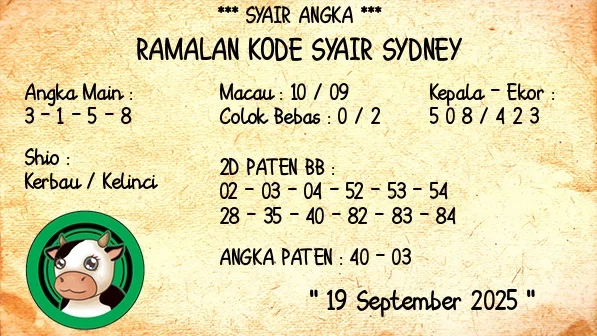 *** SYAIR ANGKA ***
RAMALAN KODE SYAIR SYDNEY
Angka Main :
3 - 1 - 5 - 8
Macau : 10 / 09
Colok Bebas : 0 / 2
Kepala - Ekor :
5 0 8 / 4 2 3
Shio :
Kerbau / Kelinci
2D PATEN BB :
02 - 03 - 04 - 52 - 53 - 54
28 - 35 - 40 - 82 - 83 - 84
ANGKA PATEN : 40 - 03
" 19 September 2025 "